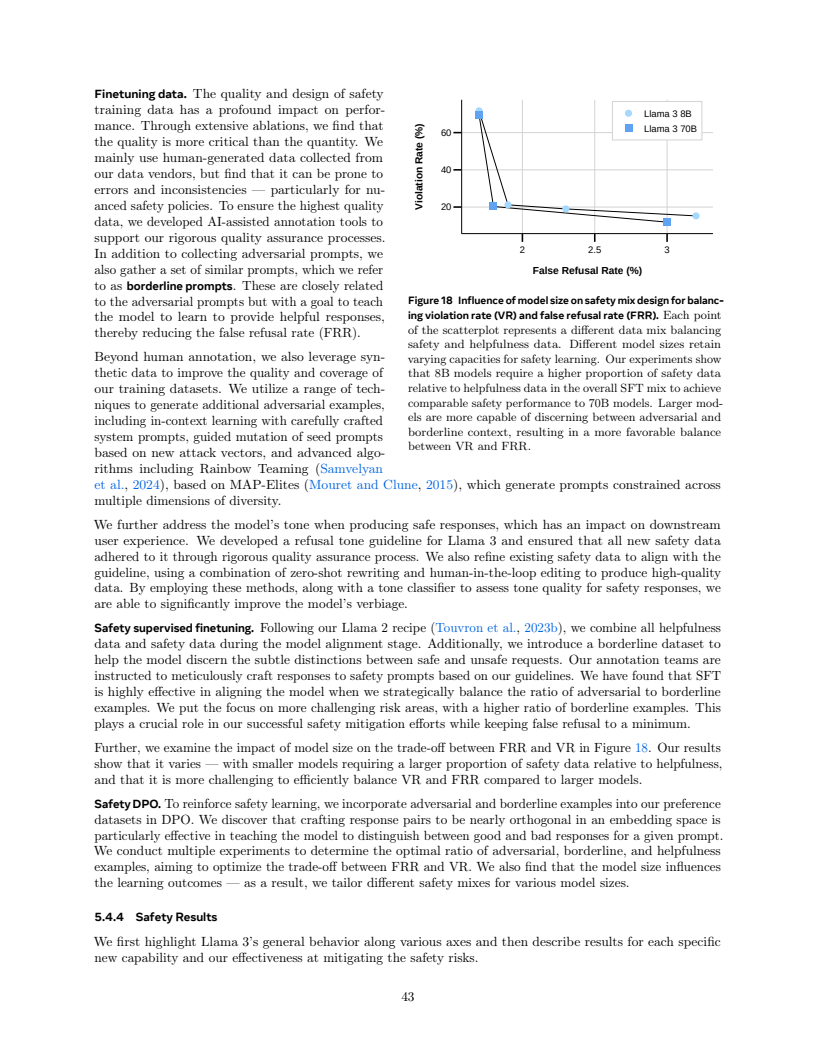 Finetuning data. The quality and design of safety
training data has a profound impact on perfor-
mance. Through extensive ablations, we find that
the quality is more critical than the quantity. We
mainly use human-generated data collected from
our data vendors, but find that it can be prone to
errors and inconsistencies — particularly for nu-
anced safety policies. To ensure the highest quality
data, we developed AI-assisted annotation tools to
support our rigorous quality assurance processes.
In addition to collecting adversarial prompts, we
also gather a set of similar prompts, which we refer
to as borderline prompts. These are closely related
to the adversarial prompts but with a goal to teach
the model to learn to provide helpful responses,
thereby reducing the false refusal rate (FRR).
Beyond human annotation, we also leverage syn-
thetic data to improve the quality and coverage of
our training datasets. We utilize a range of tech-
niques to generate additional adversarial examples,
including in-context learning with carefully crafted
system prompts, guided mutation of seed prompts
based on new attack vectors, and advanced algo-
rithms including Rainbow Teaming (Samvelyan
et al., 2024), based on MAP-Elites (Mouret and Clune, 2015), which generate prompts constrained across
multiple dimensions of diversity.
Violation Rate (%)
60
40
20
Llama 3 8B
Llama 3 70B
2
2.5
3
False Refusal Rate (%)
Figure 18 Influence of model size on safety mix design for balanc-
ing violation rate (VR) and false refusal rate (FRR). Each point
of the scatterplot represents a different data mix balancing
safety and helpfulness data. Different model sizes retain
varying capacities for safety learning. Our experiments show
that 8B models require a higher proportion of safety data
relative to helpfulness data in the overall SFT mix to achieve
comparable safety performance to 70B models. Larger mod-
els are more capable of discerning between adversarial and
borderline context, resulting in a more favorable balance
between VR and FRR.
We further address the model's tone when producing safe responses, which has an impact on downstream
user experience. We developed a refusal tone guideline for Llama 3 and ensured that all new safety data
adhered to it through rigorous quality assurance process. We also refine existing safety data to align with the
guideline, using a combination of zero-shot rewriting and human-in-the-loop editing to produce high-quality
data. By employing these methods, along with a tone classifier to assess tone quality for safety responses, we
are able to significantly improve the model's verbiage.
Safety supervised finetuning. Following our Llama 2 recipe (Touvron et al., 2023b), we combine all helpfulness
data and safety data during the model alignment stage. Additionally, we introduce a borderline dataset to
help the model discern the subtle distinctions between safe and unsafe requests. Our annotation teams are
instructed to meticulously craft responses to safety prompts based on our guidelines. We have found that SFT
is highly effective in aligning the model when we strategically balance the ratio of adversarial to borderline
examples. We put the focus on more challenging risk areas, with a higher ratio of borderline examples. This
plays a crucial role in our successful safety mitigation efforts while keeping false refusal to a minimum.
Further, we examine the impact of model size on the trade-off between FRR and VR in Figure 18. Our results
show that it varies — with smaller models requiring a larger proportion of safety data relative to helpfulness,
and that it is more challenging to efficiently balance VR and FRR compared to larger models.
Safety DPO. To reinforce safety learning, we incorporate adversarial and borderline examples into our preference
datasets in DPO. We discover that crafting response pairs to be nearly orthogonal in an embedding space is
particularly effective in teaching the model to distinguish between good and bad responses for a given prompt.
We conduct multiple experiments to determine the optimal ratio of adversarial, borderline, and helpfulness
examples, aiming to optimize the trade-off between FRR and VR. We also find that the model size influences
the learning outcomes — as a result, we tailor different safety mixes for various model sizes.
5.4.4 Safety Results
We first highlight Llama 3's general behavior along various axes and then describe results for each specific
new capability and our effectiveness at mitigating the safety risks.
43